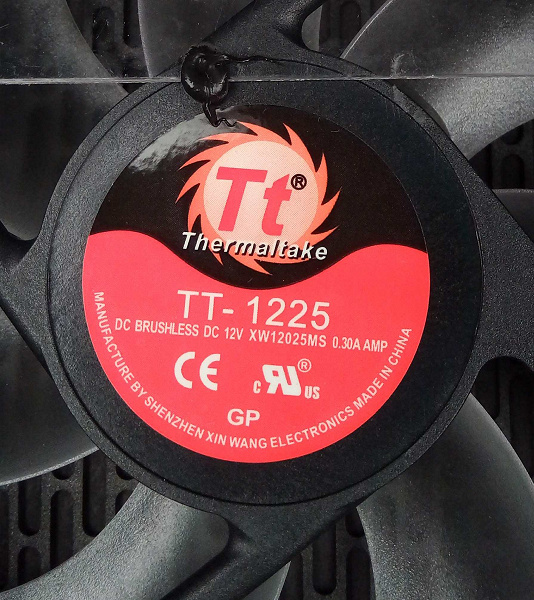 Tt®
Thermaltake
TT- 1225
DC BRUSHLESS DC 12V XW12025MS 0.30A AMP
CE c RU® US
GP
MANUFACTURE BY SHENZHEN XIN WANG ELECTRONICS MADE IN CHINA